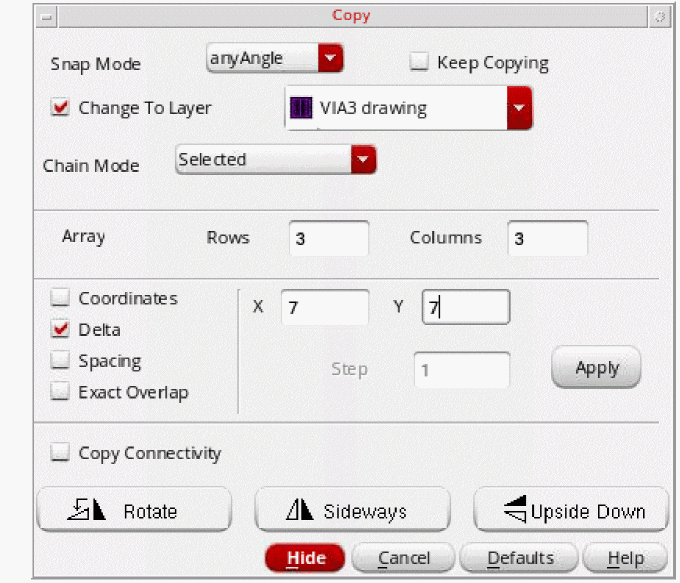 Copy
Snap Mode anyAngle Keep Copying
Change To Layer VIA3 drawing
Chain Mode Selected
Array Rows 3 Columns 3
Coordinates X 7 Y 7
Delta
Spacing Step 1 Apply
Exact Overlap
Copy Connectivity
Rotate Sideways Upside Down
Hide Cancel Defaults Help